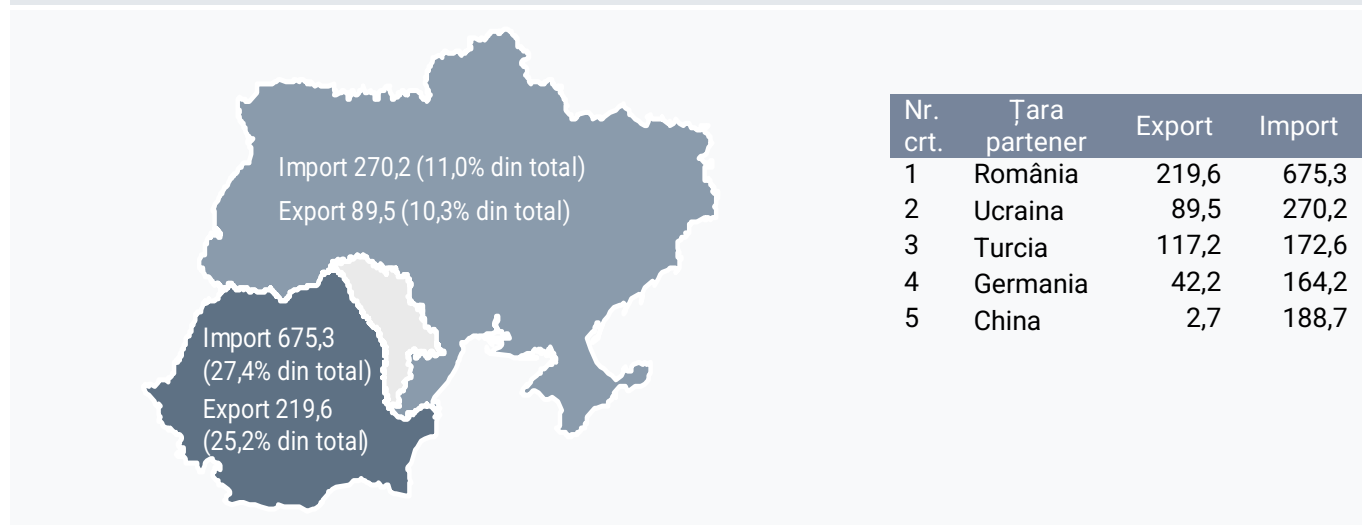 Import 270,2 (11,0% din total)
Export 89,5 (10,3% din total)
Import 675,3
(27,4% din total)
Export 219,6
(25,2% din total)
Nr. crt. Țara partener Export Import
1 România 219,6 675,3
2 Ucraina 89,5 270,2
3 Turcia 117,2 172,6
4 Germania 42,2 164,2
5 China 2,7 188,7